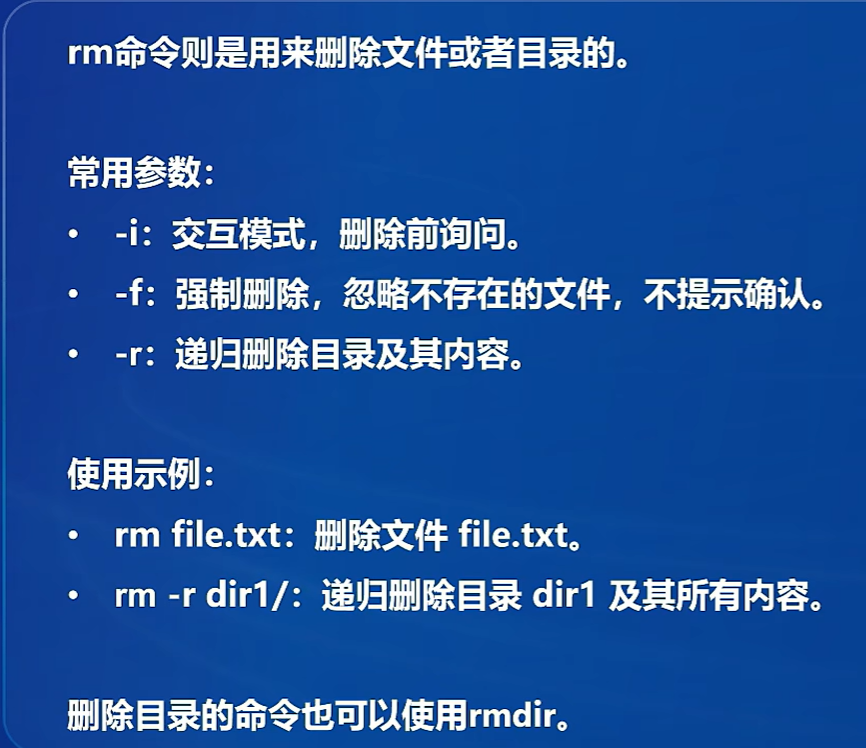 rm命令则是用来删除文件或者目录的。
常用参数：
• -i：交互模式，删除前询问。
• -f：强制删除，忽略不存在的文件，不提示确认。
• -r：递归删除目录及其内容。
使用示例：
• rm file.txt：删除文件 file.txt。
• rm -r dir1/：递归删除目录 dir1 及其所有内容。
删除目录的命令也可以使用rmdir。